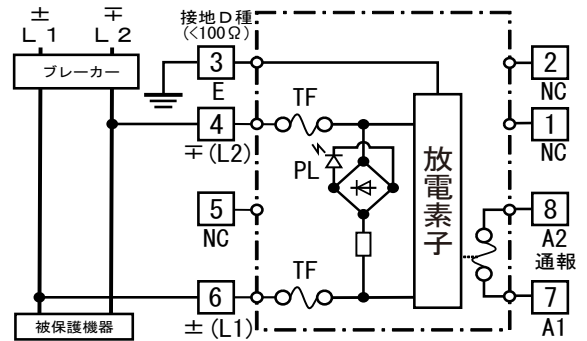 ±
L 1
∓
L 2
ブレーカー
被保護機器
接地D種
(<100Ω)
3
E
4
∓(L2)
5
NC
6
±(L1)
TF
PL
TF
放電素子
2
NC
1
NC
8
A2
通報
7
A1